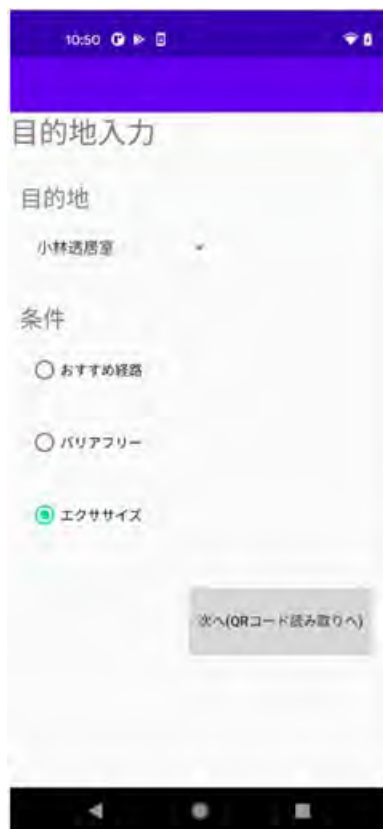 10:50
目的地入力
目的地
小林透居室
条件
おすすめ経路
バリアフリー
エクササイズ
次へ(QRコード読み取りへ)